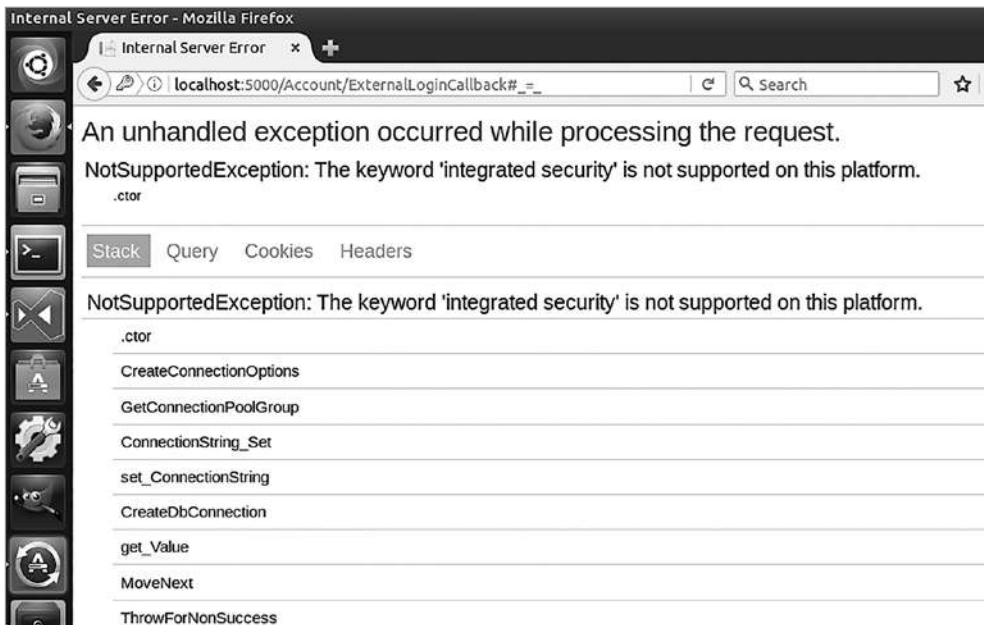 Internal Server Error - Mozilla Firefox
Internal Server Error × +
localhost:5000/Account/ExternalLoginCallback#_=_
Search
An unhandled exception occurred while processing the request.
NotSupportedException: The keyword 'integrated security' is not supported on this platform.
.ctor
Stack Query Cookies Headers
NotSupportedException: The keyword 'integrated security' is not supported on this platform.
.ctor
CreateConnectionOptions
GetConnectionPoolGroup
ConnectionString_Set
set_ConnectionString
CreateDbConnection
get_Value
MoveNext
ThrowForNonSuccess